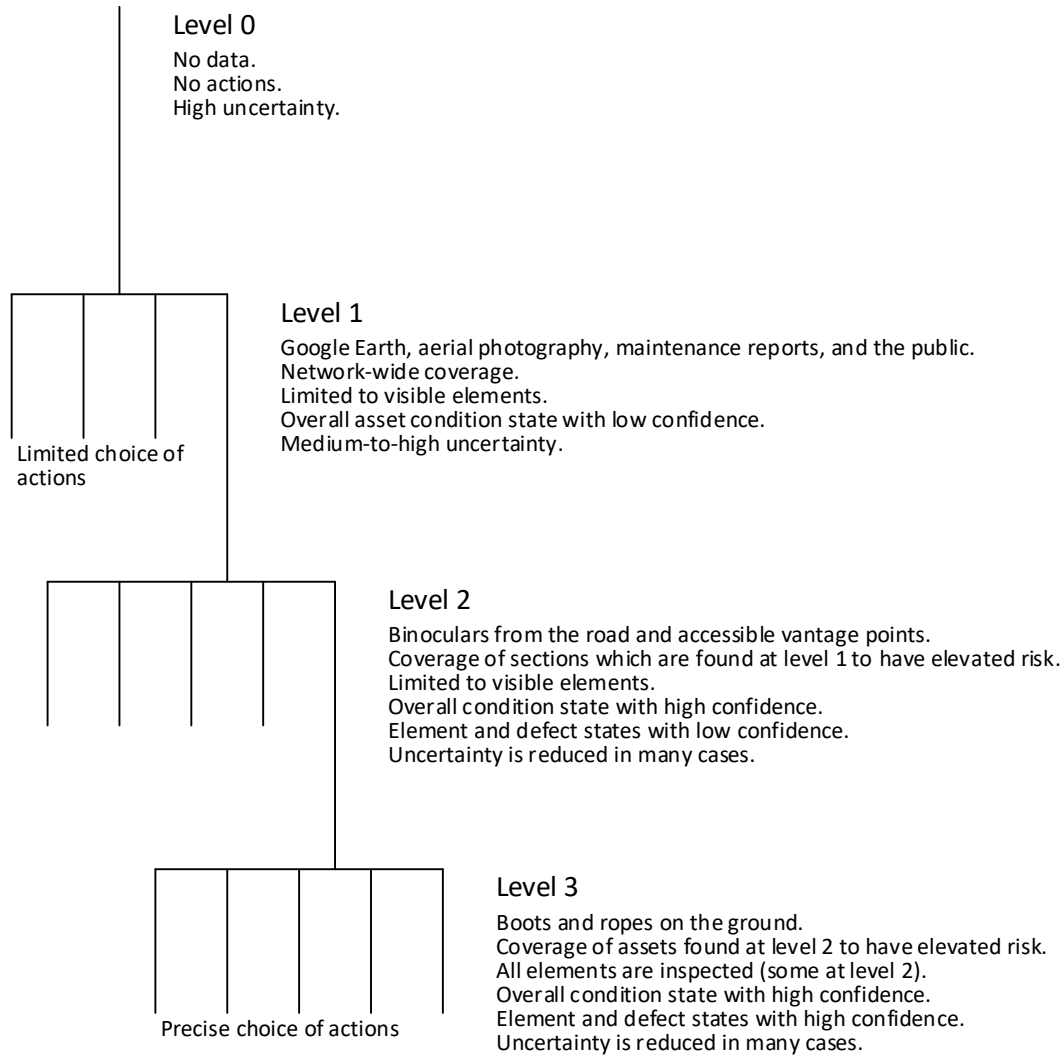 Level 0
No data.
No actions.
High uncertainty.
Level 1
Google Earth, aerial photography, maintenance reports, and the public.
Network-wide coverage.
Limited to visible elements.
Overall asset condition state with low confidence.
Medium-to-high uncertainty.
Limited choice of
actions
Level 2
Binoculars from the road and accessible vantage points.
Coverage of sections which are found at level 1 to have elevated risk.
Limited to visible elements.
Overall condition state with high confidence.
Element and defect states with low confidence.
Uncertainty is reduced in many cases.
Level 3
Boots and ropes on the ground.
Coverage of assets found at level 2 to have elevated risk.
All elements are inspected (some at level 2).
Overall condition state with high confidence.
Element and defect states with high confidence.
Uncertainty is reduced in many cases.
Precise choice of actions